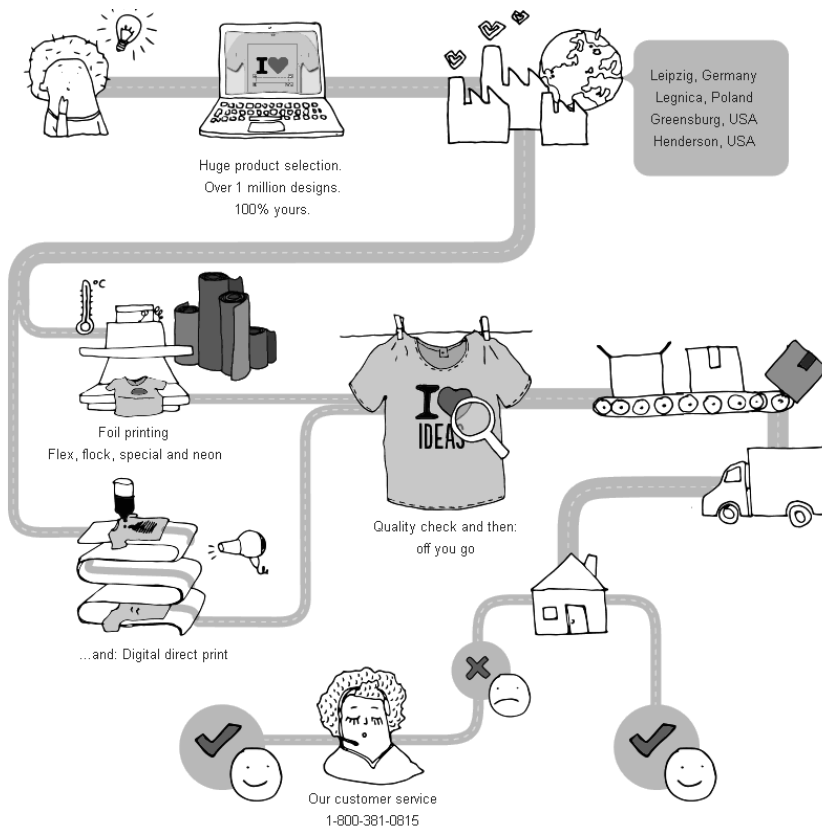 I
Leipzig, Germany
Legnica, Poland
Greensburg, USA
Henderson, USA
Huge product selection.
Over 1 million designs.
100% yours.
°C
Foil printing
Flex, flock, special and neon
I
IDEAS
Quality check and then:
off you go
...and: Digital direct print
Our customer service
1-800-381-0815